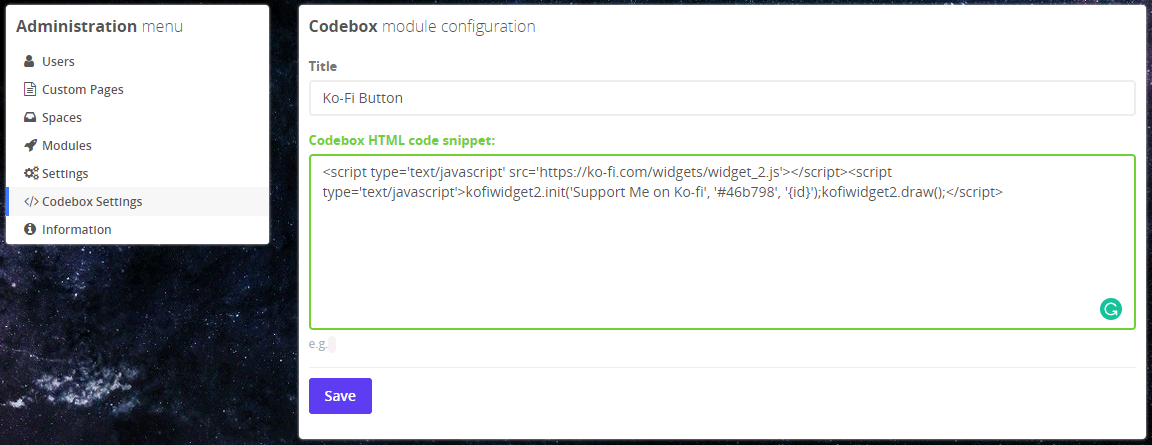 Administration menu
Users
Custom Pages
Spaces
Modules
Settings
</> Codebox Settings
Information
Codebox module configuration
Title
Ko-Fi Button
Codebox HTML code snippet:
<script type='text/javascript' src='https://ko-fi.com/widgets/widget_2.js'></script><script
type='text/javascript'>kofiwidget2.init('Support Me on Ko-fi', '#46b798', '{id}');kofiwidget2.draw();</script>
e.g.
Save